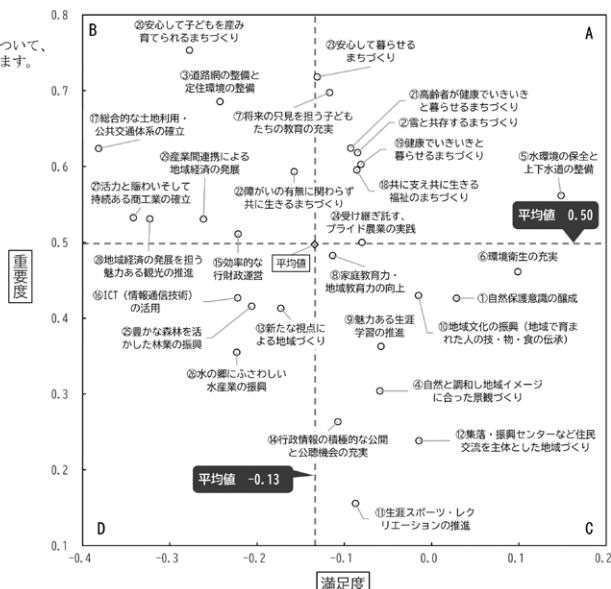 ついて、
ます。
0.8
0.7
0.6
0.5
0.4
0.3
0.2
0.1
重要度
B
A
⑳安心して子どもを産み
育てられるまちづくり
㉓安心して暮らせる
まちづくり
③道路網の整備と
定住環境の整備
⑦将来の只見を担う子ども
たちの教育の充実
㉑高齢者が健康でいきいき
と暮らせるまちづくり
②雪と共存するまちづくり
⑰総合的な土地利用・
公共交通体系の確立
⑲健康でいきいきと
暮らせるまちづくり
⑤水環境の保全と
上下水道の整備
㉙産業間連携による
地域経済の発展
㉗活力と賑わいそして
持続ある商工業の確立
㉒障がいの有無に関わらず
共に生きるまちづくり
⑱共に支え共に生きる
福祉のまちづくり
平均値 0.50
㉔受け継ぎ託す、
プライド農業の実践
㉘地域経済の発展を担う
魅力ある観光の推進
⑮効率的な
行財政運営
平均値
⑥環境衛生の充実
⑧家庭教育力・
地域教育力の向上
⑯ICT(情報通信技術)
の活用
①自然保護意識の醸成
⑨魅力ある生涯
学習の推進
⑩地域文化の振興(地域で育ま
れた人の技・物・食の伝承)
㉕豊かな森林を活
かした林業の振興
⑬新たな視点に
よる地域づくり
㉖水の郷にふさわしい
水産業の振興
④自然と調和し地域イメージ
に合った景観づくり
⑭行政情報の積極的な公開
と公聴機会の充実
⑫集落・振興センターなど住民
交流を主体とした地域づくり
平均値 -0.13
⑪生涯スポーツ・レク
リエーションの推進
D
C
-0.4
-0.3
-0.2
-0.1
0.0
0.1
0.2
満足度